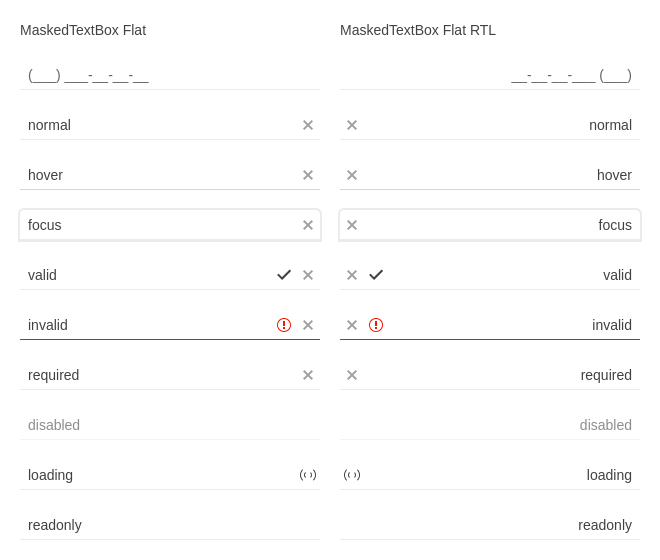 MaskedTextBox Flat
MaskedTextBox Flat RTL
(___) ___-__-__-__
__-__-__-___ (___)
normal
normal
hover
hover
focus
focus
valid
valid
invalid
invalid
required
required
disabled
disabled
loading
loading
readonly
readonly